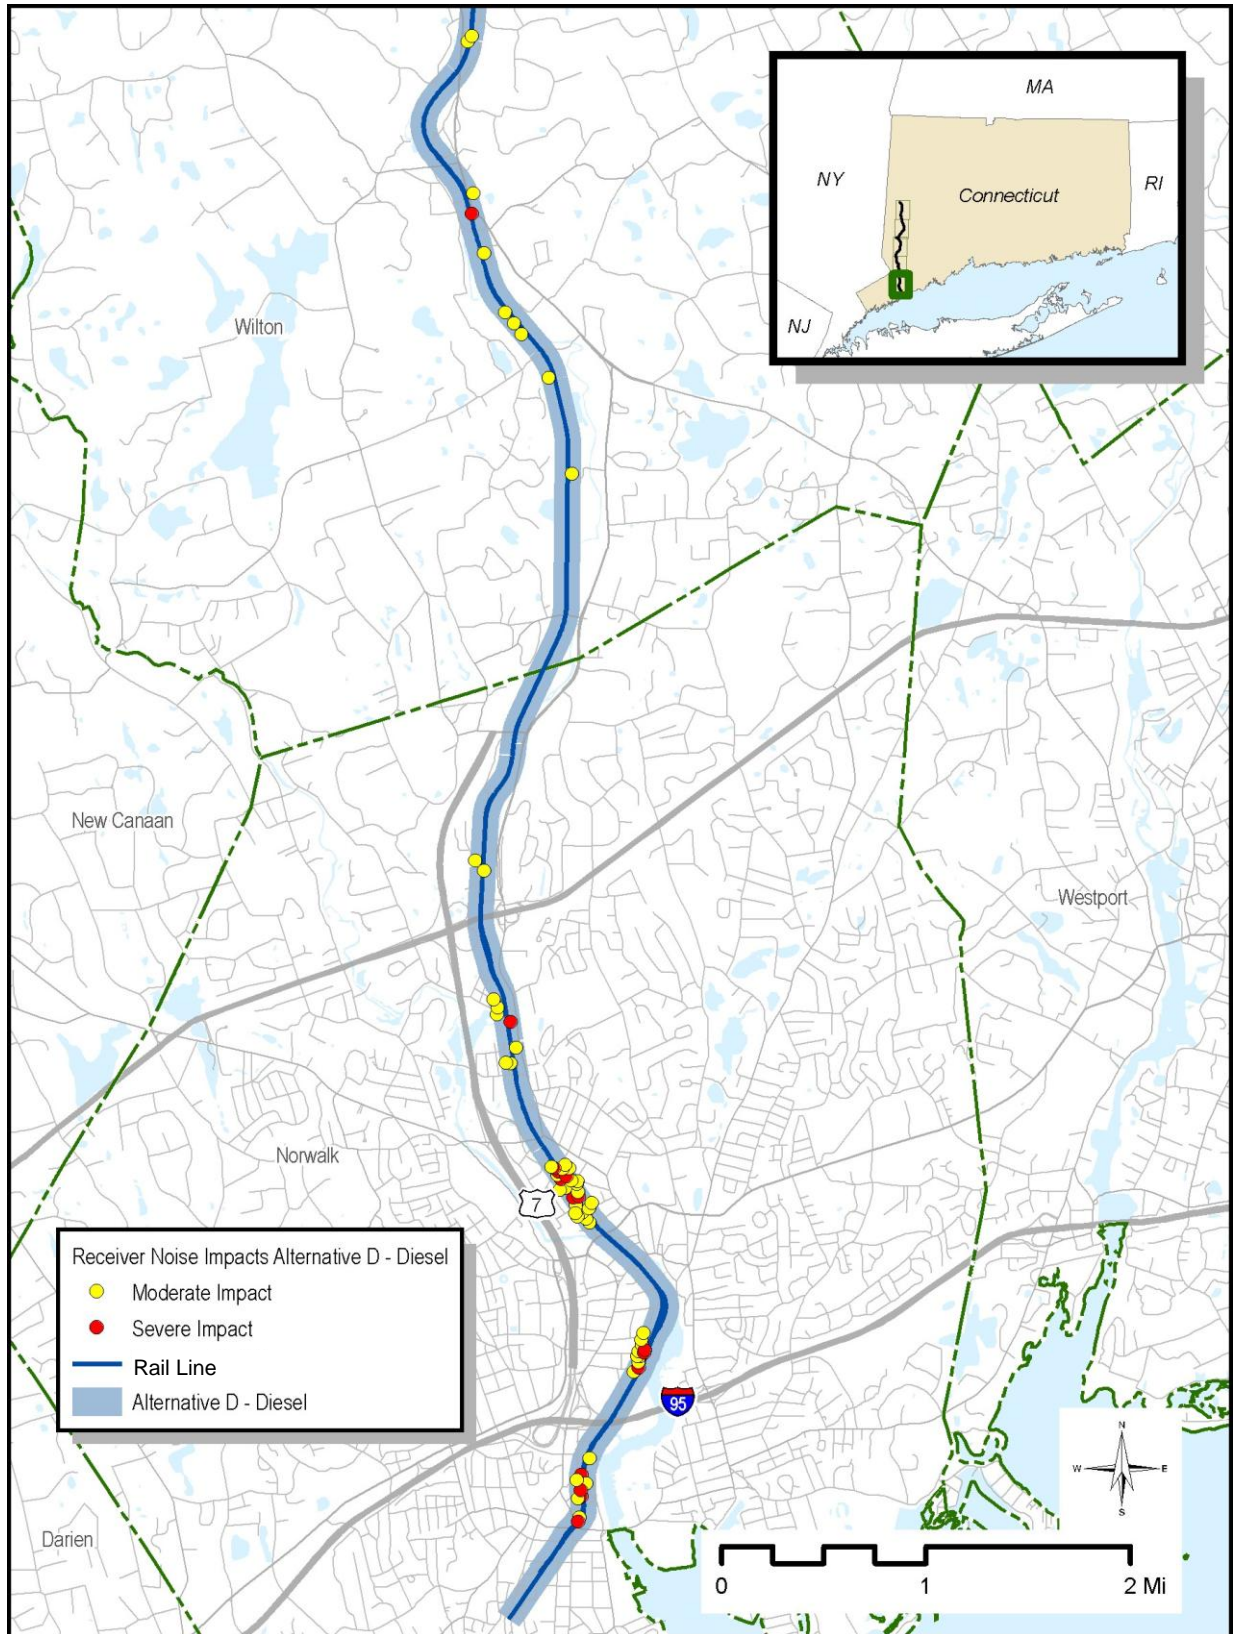 MA
NY
Connecticut
RI
NJ
Wilton
New Canaan
Westport
Norwalk
7
Receiver Noise Impacts Alternative D - Diesel
Moderate Impact
Severe Impact
Rail Line
Alternative D - Diesel
95
N
W
E
S
Darien
0
1
2 Mi